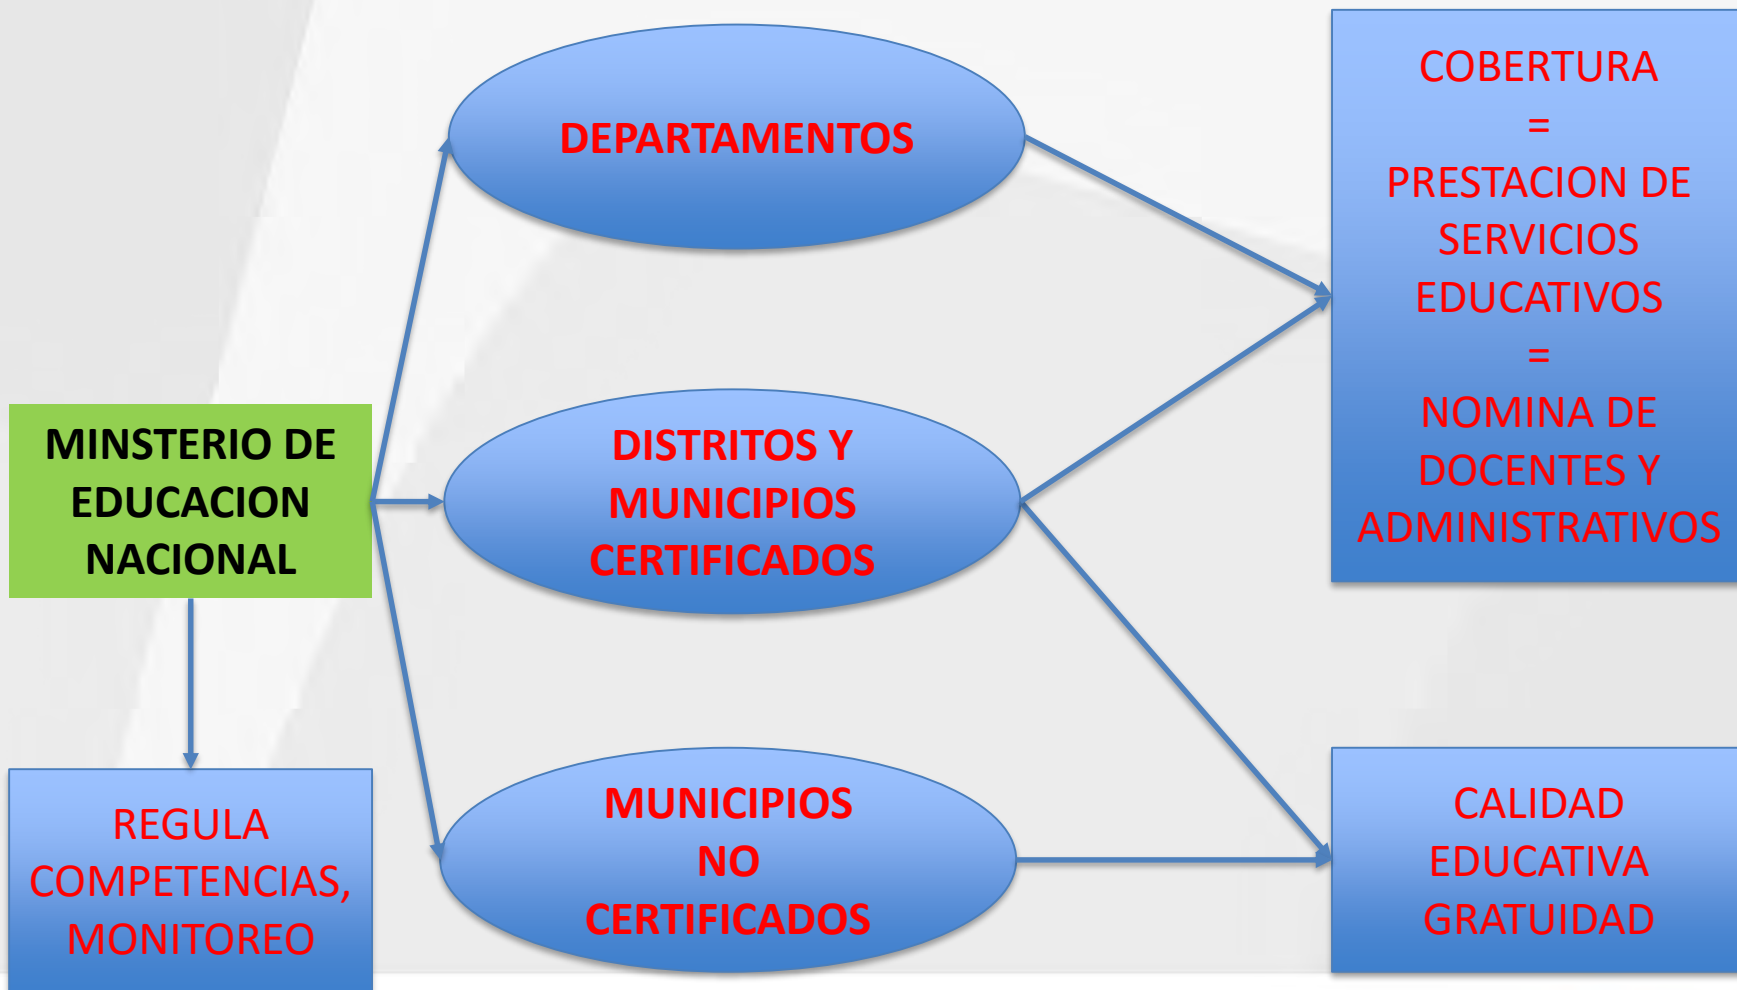 DEPARTAMENTOS
COBERTURA
=
PRESTACION DE
SERVICIOS
EDUCATIVOS
=
NOMINA DE
DOCENTES Y
ADMINISTRATIVOS
MINSTERIO DE
EDUCACION
NACIONAL
DISTRITOS Y
MUNICIPIOS
CERTIFICADOS
REGULA
COMPETENCIAS,
MONITOREO
MUNICIPIOS
NO
CERTIFICADOS
CALIDAD
EDUCATIVA
GRATUIDAD